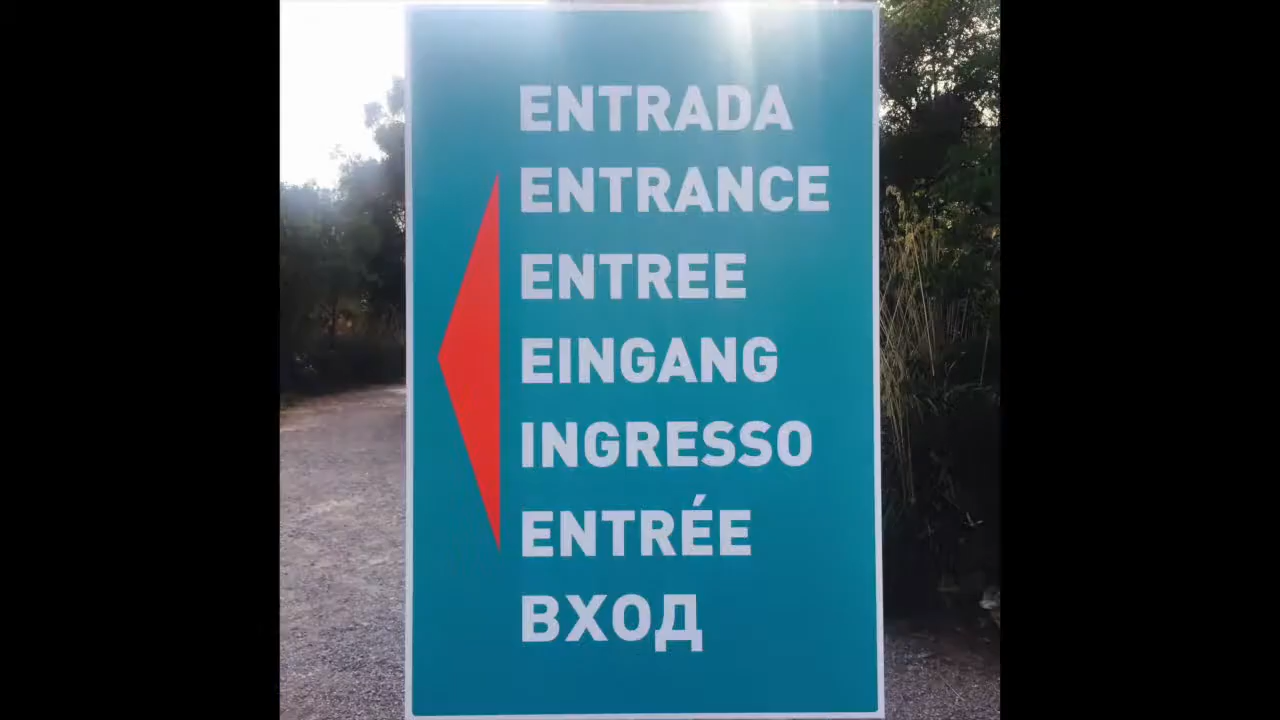 ENTRADA
ENTRANCE
ENTREE
EINGANG
INGRESSO
ENTRÉE
ВХОД